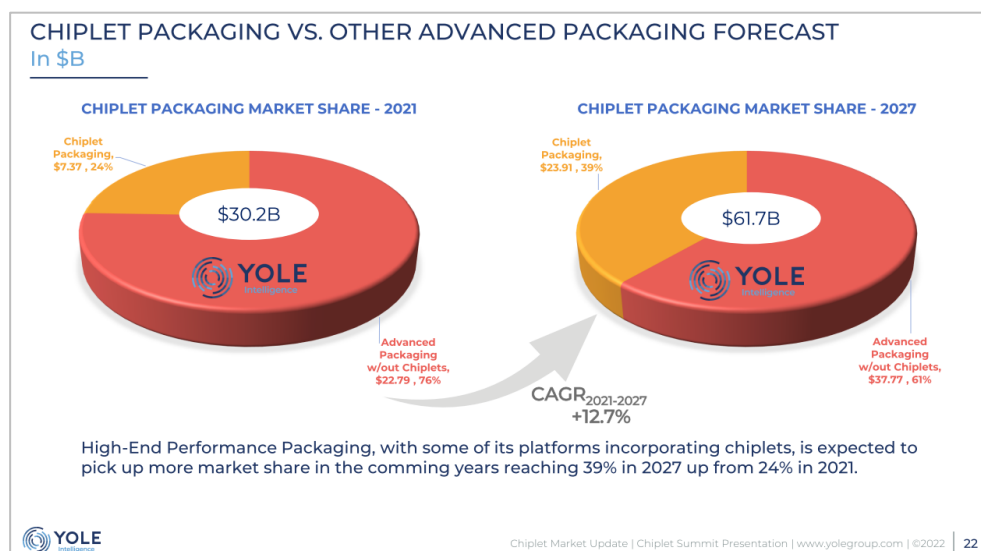 CHIPLET PACKAGING VS. OTHER ADVANCED PACKAGING FORECAST
In $B
CHIPLET PACKAGING MARKET SHARE - 2021
Chiplet
Packaging,
$7.37 , 24%
$30.2B
YOLE
Intelligence
Advanced
Packaging
w/out Chiplets,
$22.79 , 76%
CHIPLET PACKAGING MARKET SHARE - 2027
Chiplet
Packaging,
$23.91 , 39%
$61.7B
YOLE
Intelligence
Advanced
Packaging
w/out Chiplets,
$37.77 , 61%
CAGR2021-2027
+12.7%
High-End Performance Packaging, with some of its platforms incorporating chiplets, is expected to
pick up more market share in the comming years reaching 39% in 2027 up from 24% in 2021.
YOLE
Intelligence
Chiplet Market Update | Chiplet Summit Presentation | www.yolegroup.com | ©2022 | 22